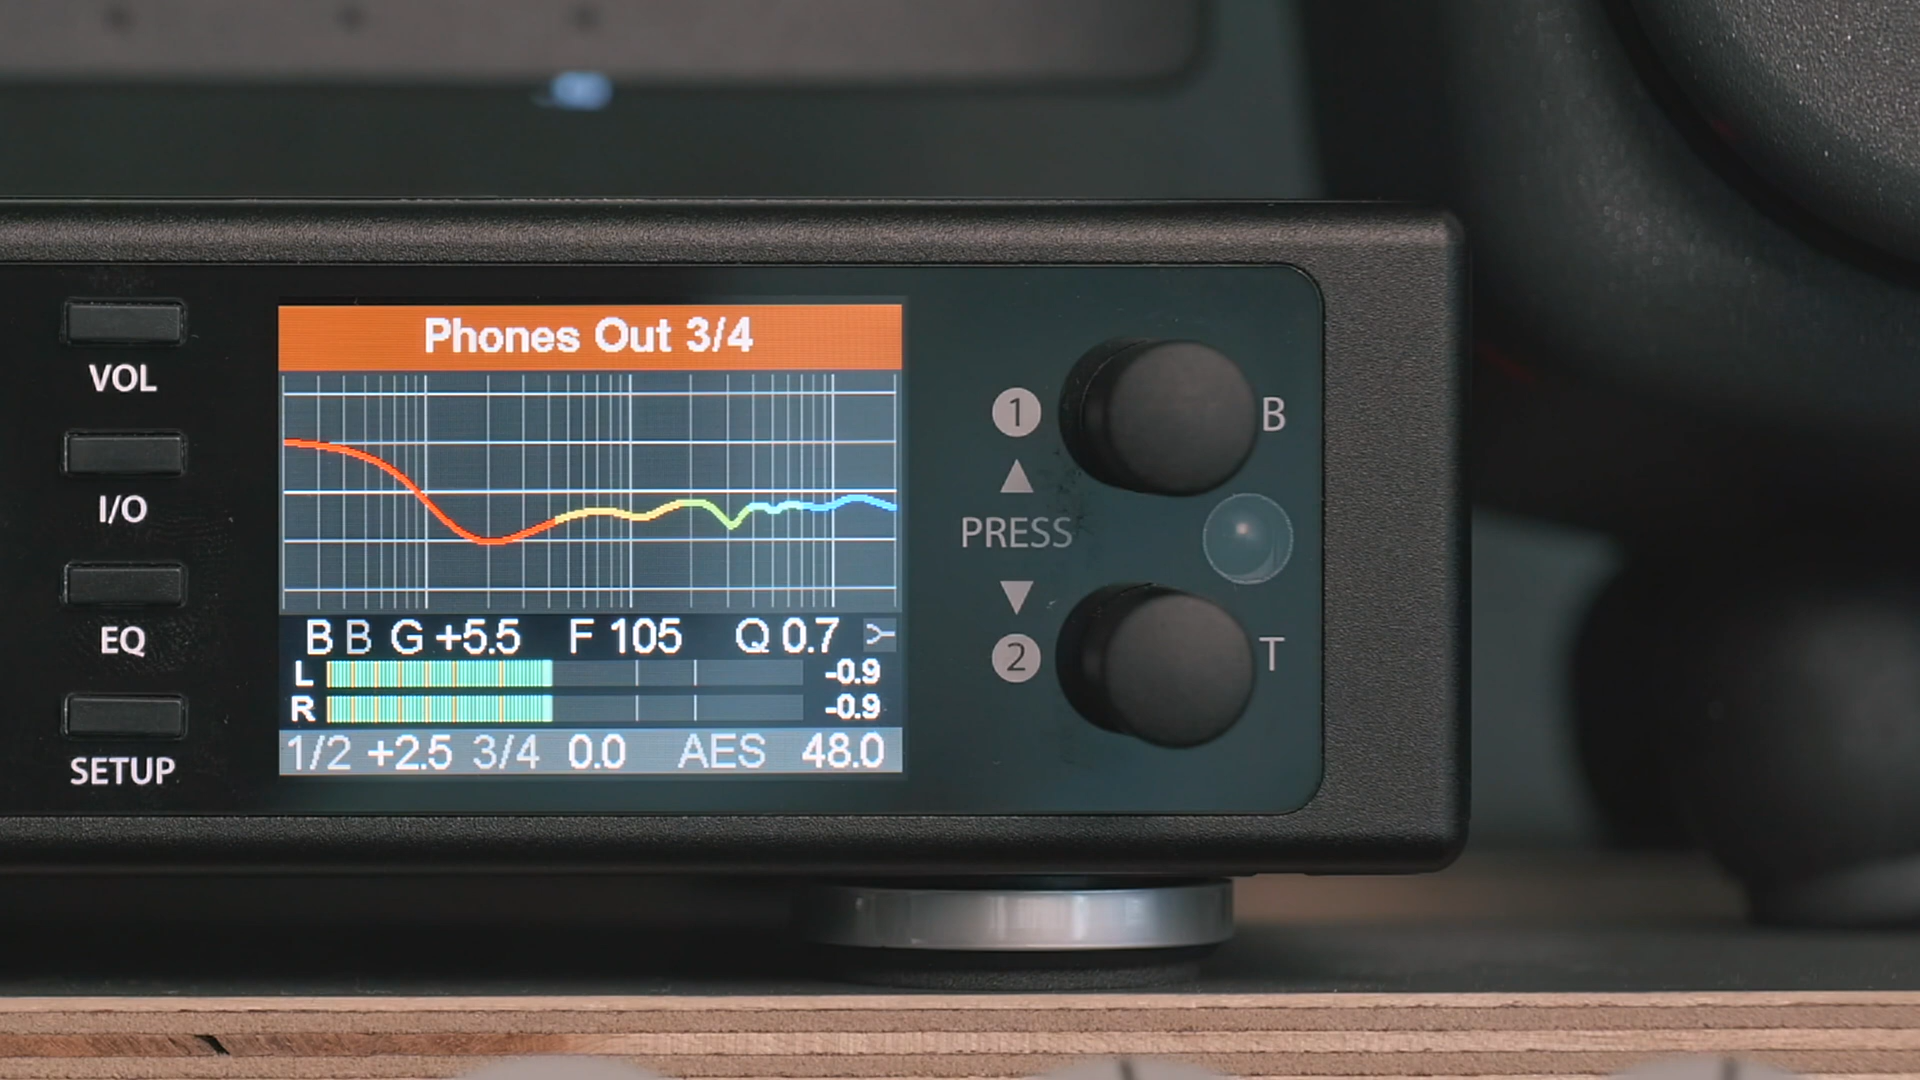 VOL
I/O
EQ
SETUP
Phones Out 3/4
B B G +5.5 F 105 Q 0.7
L -0.9
R -0.9
1/2 +2.5 3/4 0.0 AES 48.0
1 B
PRESS
2 T